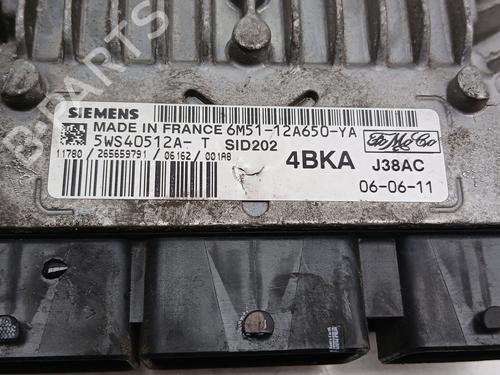 SIEMENS
MADE IN FRANCE 6M51-12A650-YA
5WS40512A- T SID202
4BKA
FoMoCo
J38AC
11780 / 265659791 / 06162 / 001A8
06-06-11